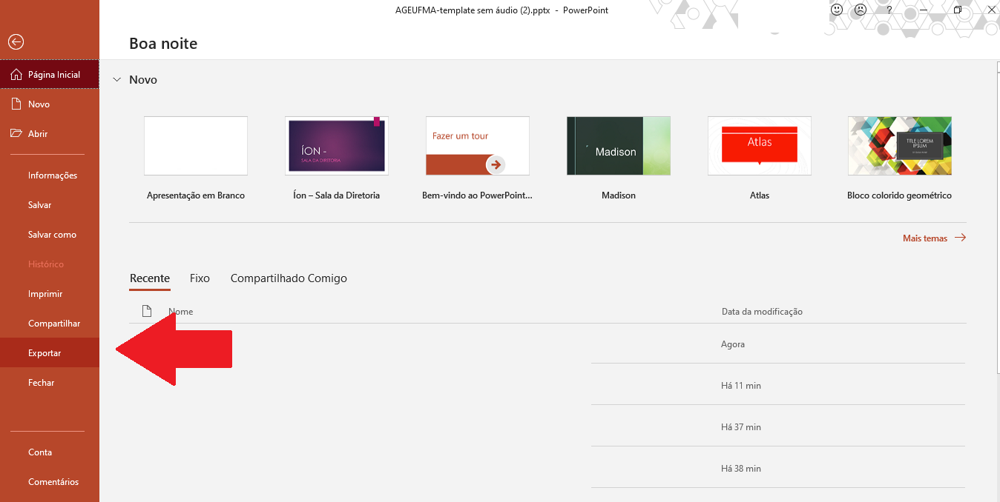 AGEUFMA-template sem áudio (2).pptx - PowerPoint
?
Boa noite
Página Inicial
Novo
Abrir
Informações
Salvar
Salvar como
Histórico
Imprimir
Compartilhar
Exportar
Fechar
Conta
Comentários
Novo
ÍON -
SALA DA DIRETORIA
Fazer um tour
Madison
Atlas
TITLE LOREM
IPSUM
Apresentação em Branco
Íon – Sala da Diretoria
Bem-vindo ao PowerPoint...
Madison
Atlas
Bloco colorido geométrico
Mais temas
Recente Fixo Compartilhado Comigo
Nome Data da modificação
Agora
Há 11 min
Há 37 min
Há 38 min